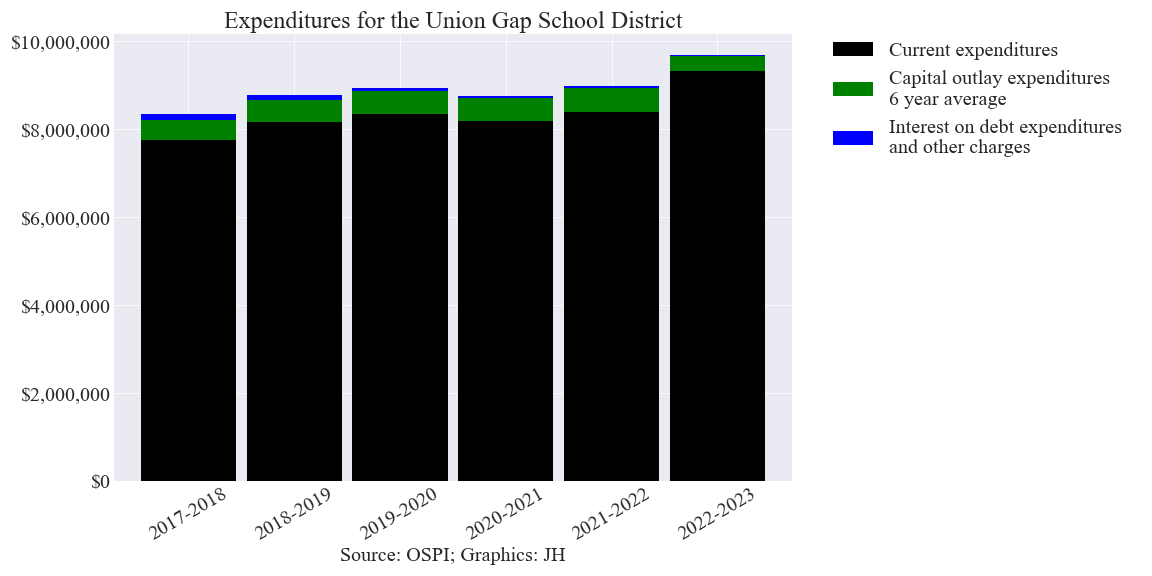 Expenditures for the Union Gap School District
$10,000,000
$8,000,000
$6,000,000
$4,000,000
$2,000,000
$0
2017-2018
2018-2019
2019-2020
2020-2021
2021-2022
2022-2023
Source: OSPI; Graphics: JH
Current expenditures
Capital outlay expenditures
6 year average
Interest on debt expenditures
and other charges